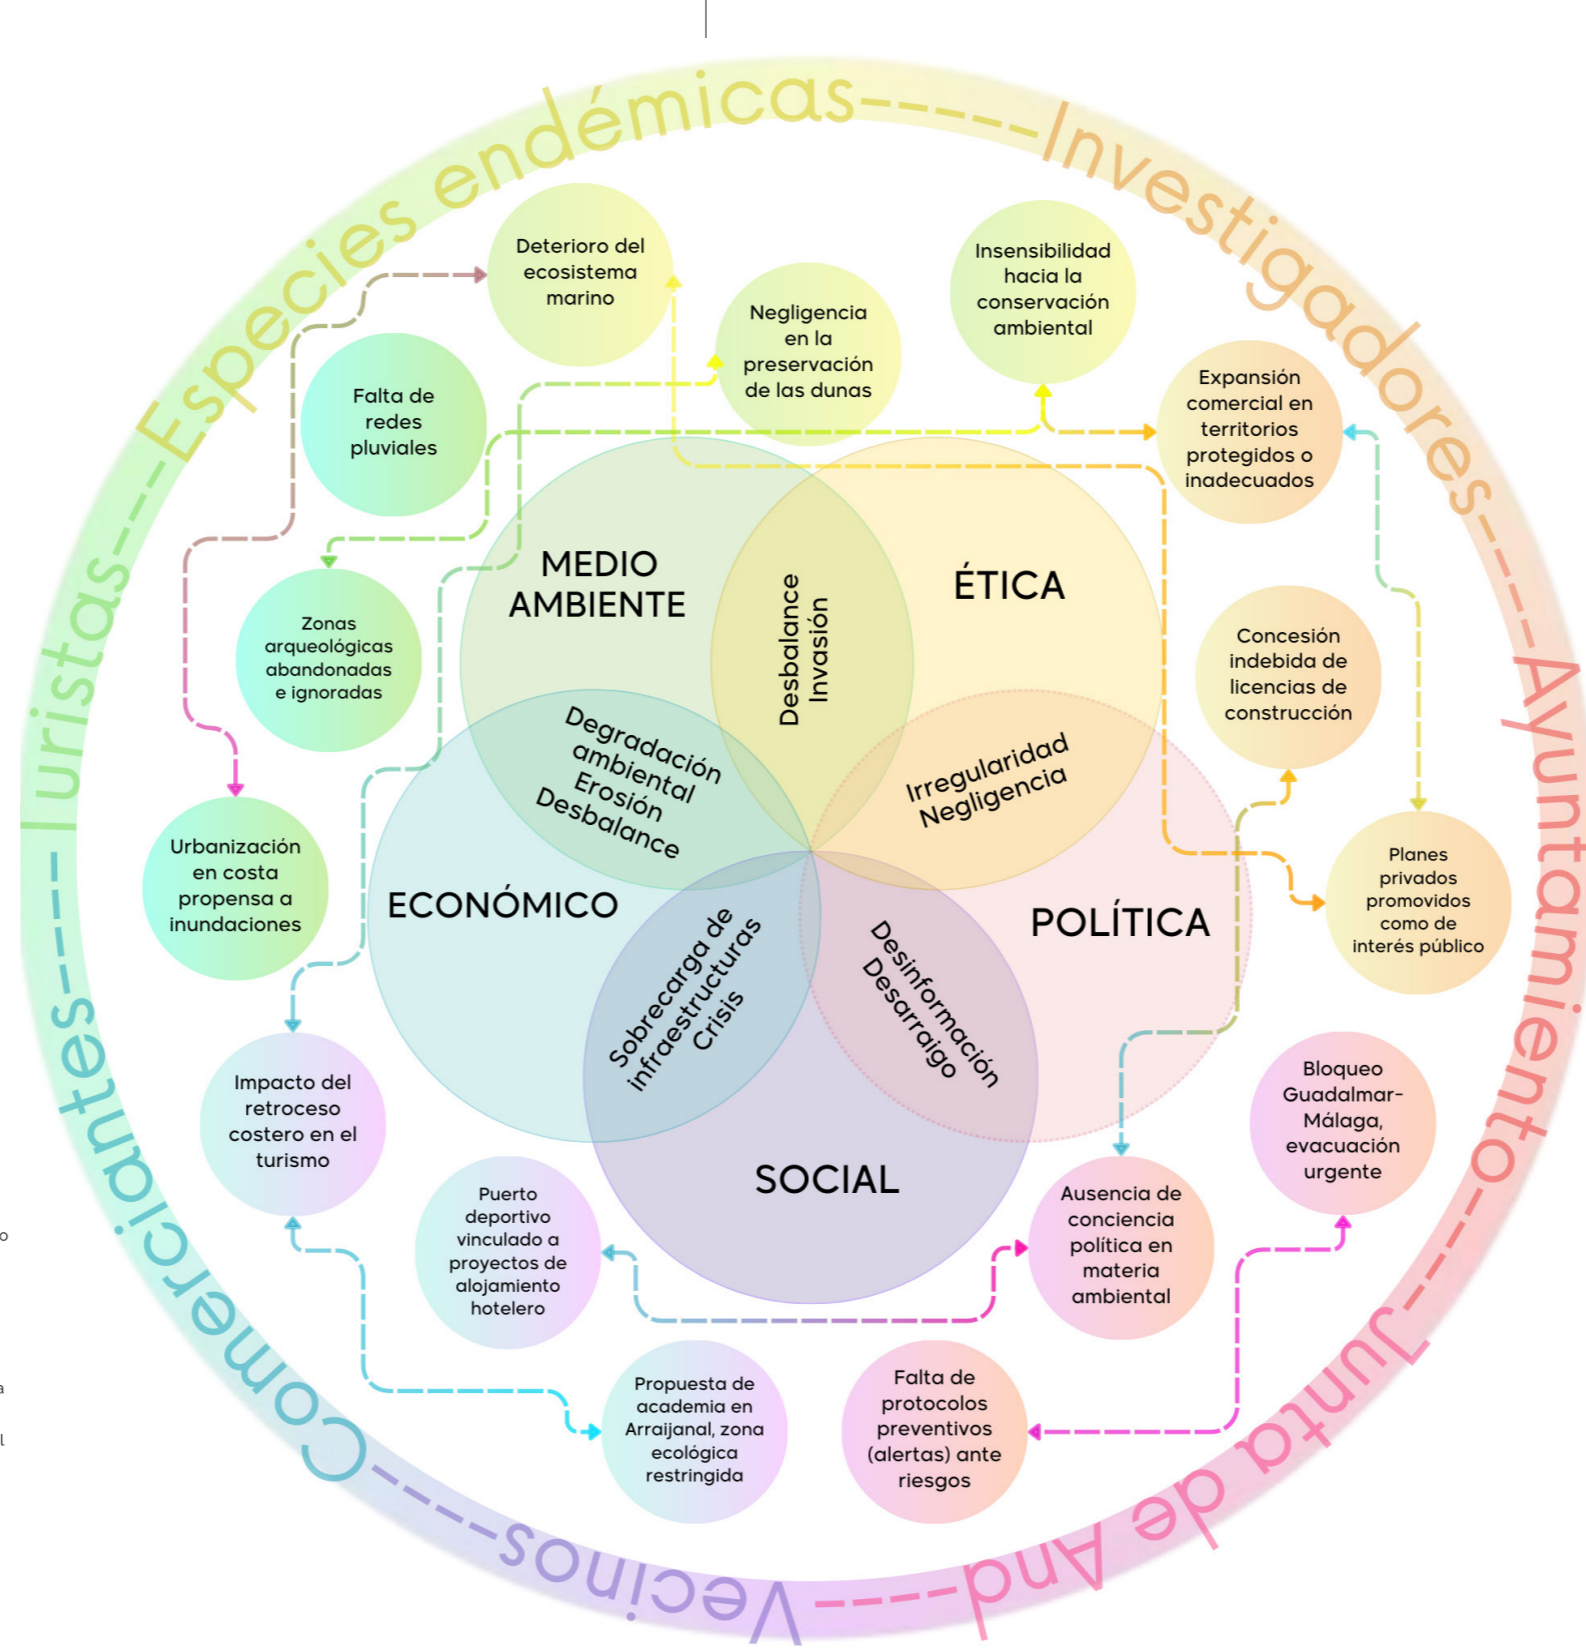 Especies endémicas
Investigadores
Ayuntamiento
Junta de And
Vecinos
Comerciantes
Turistas
Deterioro del
ecosistema
marino
Insensibilidad
hacia la
conservación
ambiental
Negligencia
en la
preservación
de las dunas
Falta de
redes
pluviales
Expansión
comercial en
territorios
protegidos o
inadecuados
Zonas
arqueológicas
abandonadas
e ignoradas
Concesión
indebida de
licencias de
construcción
Urbanización
en costa
propensa a
inundaciones
Planes
privados
promovidos
como de
interés público
Impacto del
retroceso
costero en el
turismo
Bloqueo
Guadalmar-
Málaga,
evacuación
urgente
Puerto
deportivo
vinculado a
proyectos de
alojamiento
hotelero
Ausencia de
conciencia
política en
materia
ambiental
Propuesta de
academia en
Arraijanal, zona
ecológica
restringida
Falta de
protocolos
preventivos
(alertas) ante
riesgos
MEDIO
AMBIENTE
ÉTICA
Desbalance
Invasión
Degradación
ambiental
Erosión
Desbalance
Irregularidad
Negligencia
ECONÓMICO
POLÍTICA
Sobrecarga de
infraestructuras
Crisis
Desinformación
Desarraigo
SOCIAL
o
a
l